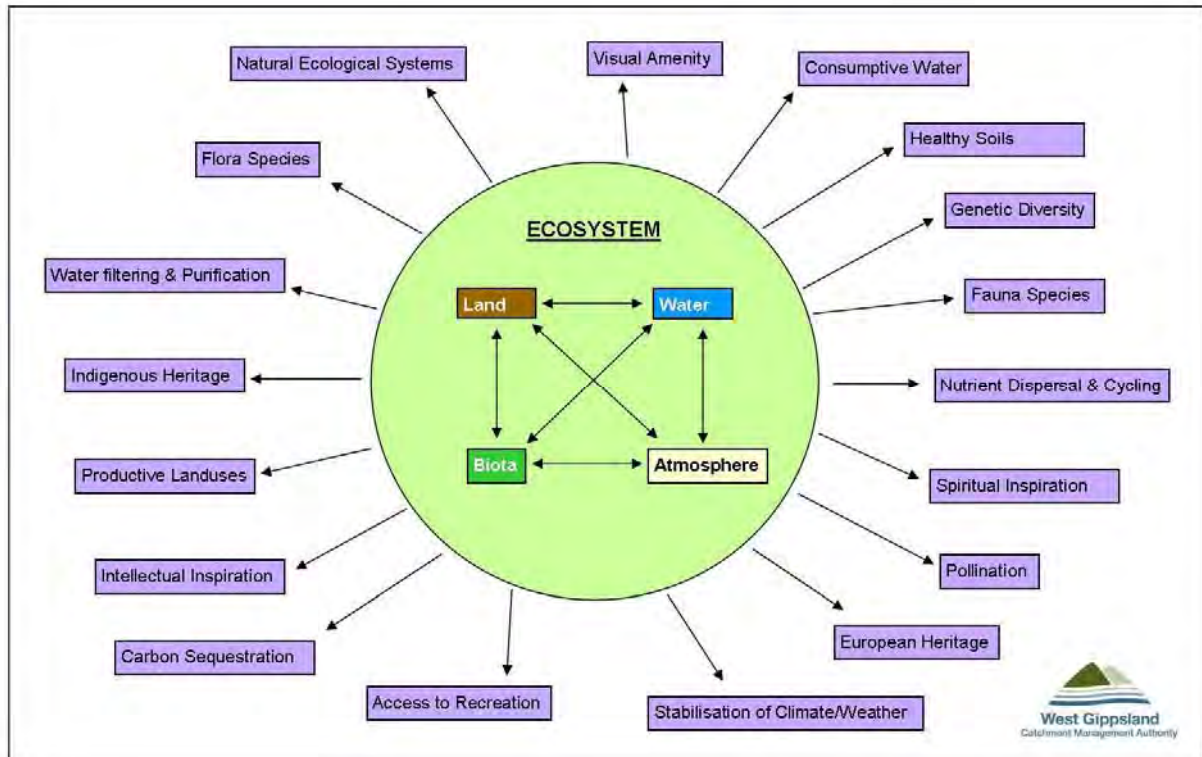 Natural Ecological Systems
Visual Amenity
Consumptive Water
Healthy Soils
Flora Species
Genetic Diversity
ECOSYSTEM
Water filtering & Purification
Land
Water
Fauna Species
Indigenous Heritage
Nutrient Dispersal & Cycling
Productive Landuses
Biota
Atmosphere
Spiritual Inspiration
Intellectual Inspiration
Pollination
Carbon Sequestration
European Heritage
Access to Recreation
Stabilisation of Climate/Weather
West Gippsland
Catchment Management Authority